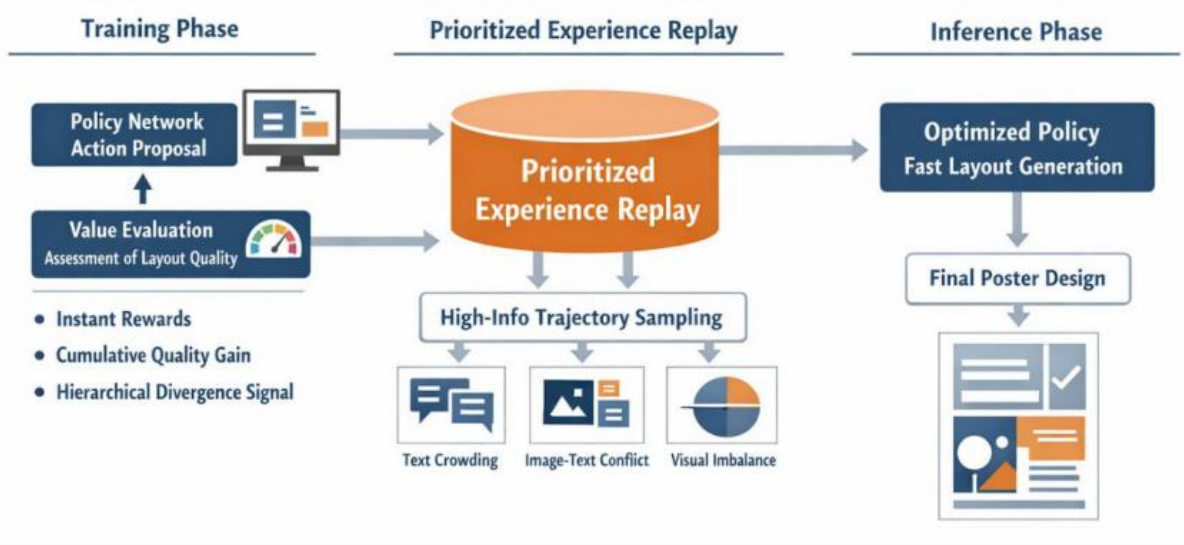 Training Phase
Prioritized Experience Replay
Inference Phase
Policy Network
Action Proposal
Value Evaluation
Assessment of Layout Quality
• Instant Rewards
• Cumulative Quality Gain
• Hierarchical Divergence Signal
Prioritized
Experience Replay
High-Info Trajectory Sampling
Text Crowding
Image-Text Conflict
Visual Imbalance
Optimized Policy
Fast Layout Generation
Final Poster Design